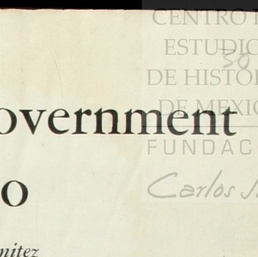 CENTRO
ESTUDIO
30
DE HISTOR
DE MEXIC
overnment
FUNDAC
o
Carlos
nitez